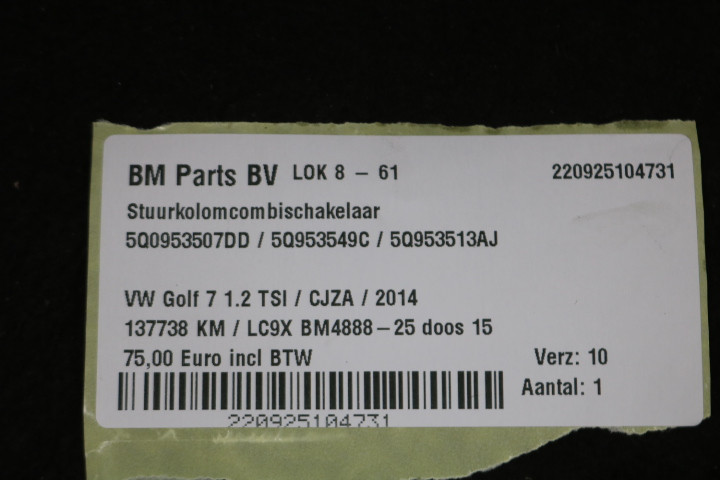 BM Parts BV LOK 8 - 61 220925104731
Stuurkolomcombischakelaar
5Q0953507DD / 5Q953549C / 5Q953513AJ
VW Golf 7 1.2 TSI / CJZA / 2014
137738 KM / LC9X BM4888-25 doos 15
75,00 Euro incl BTW Verz: 10
Aantal: 1
220925104731